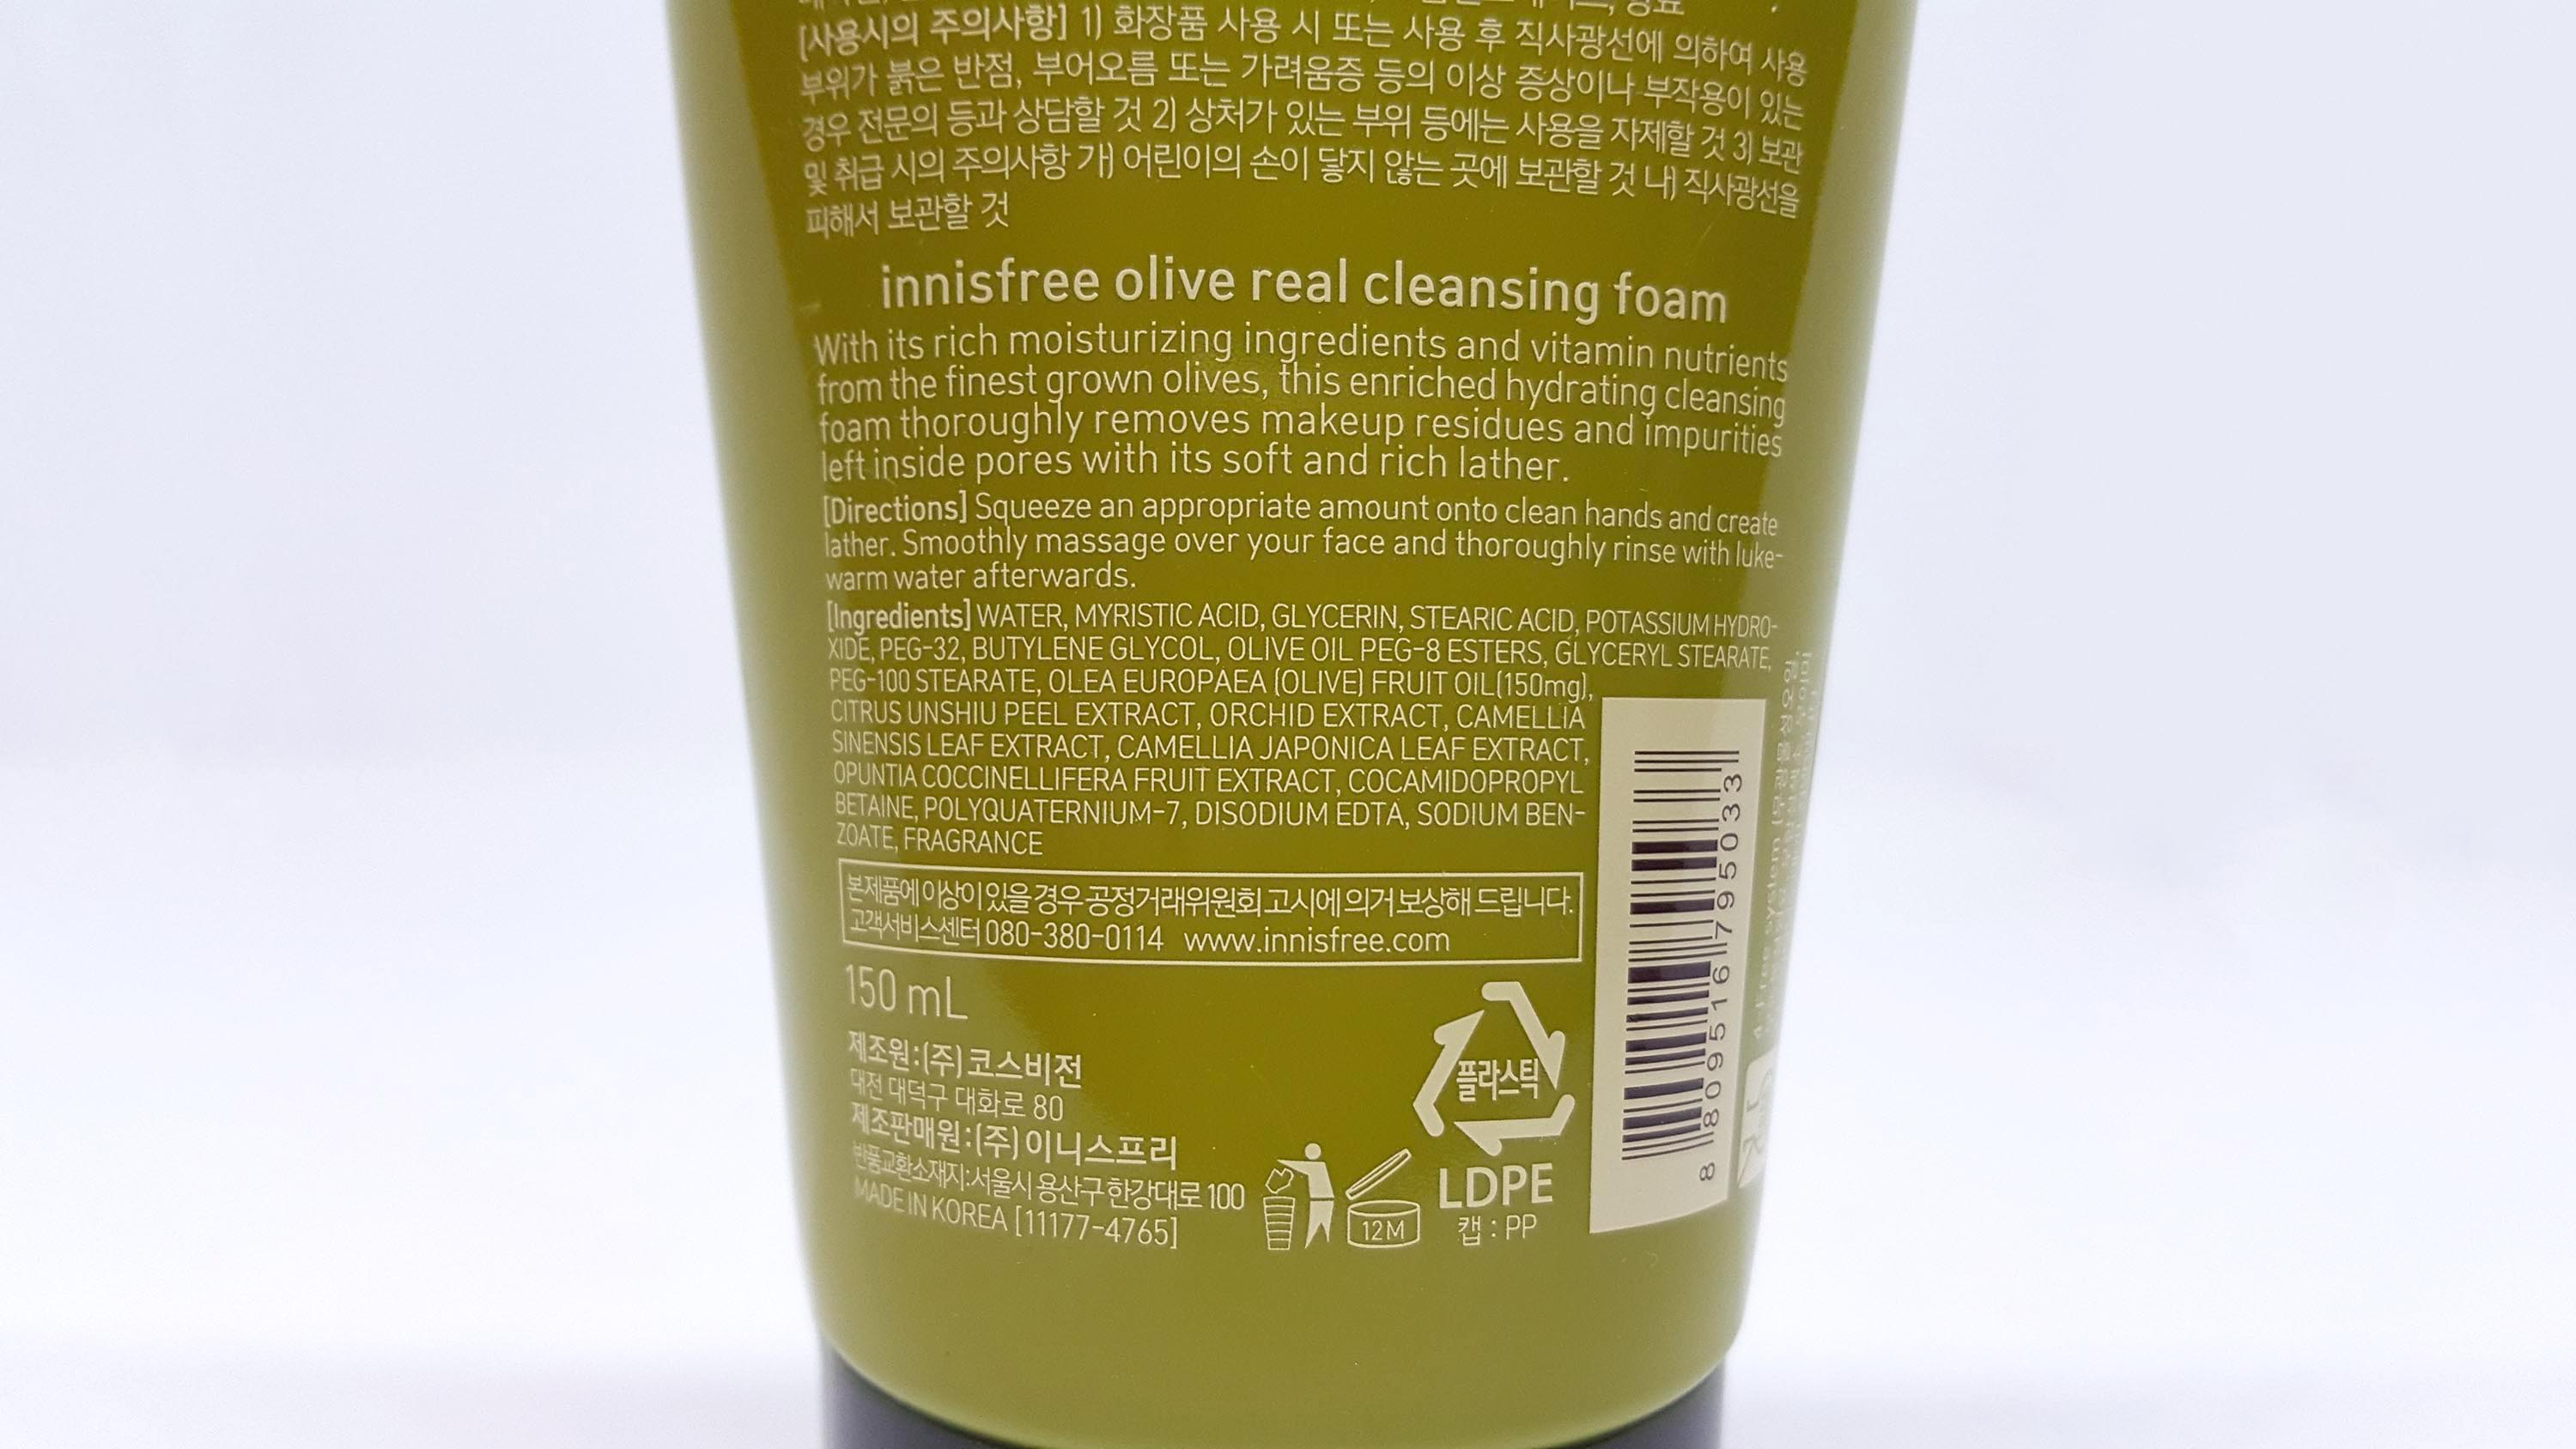 [사용시의 주의사항] 1) 화장품 사용 시 또는 사용 후 직사광선에 의하여 사용
부위가 붉은 반점, 부어오름 또는 가려움증 등의 이상 증상이나 부작용이 있는
경우 전문의 등과 상담할 것 2) 상처가 있는 부위 등에는 사용을 자제할 것 3) 보관
및 취급 시의 주의사항 가) 어린이의 손이 닿지 않는 곳에 보관할 것 나) 직사광선을
피해서 보관할 것
innisfree olive real cleansing foam
With its rich moisturizing ingredients and vitamin nutrients
from the finest grown olives, this enriched hydrating cleansing
foam thoroughly removes makeup residues and impurities
left inside pores with its soft and rich lather.
[Directions] Squeeze an appropriate amount onto clean hands and create
lather. Smoothly massage over your face and thoroughly rinse with luke-
warm water afterwards.
[Ingredients] WATER, MYRISTIC ACID, GLYCERIN, STEARIC ACID, POTASSIUM HYDRO-
XIDE, PEG-32, BUTYLENE GLYCOL, OLIVE OIL PEG-8 ESTERS, GLYCERYL STEARATE,
PEG-100 STEARATE, OLEA EUROPAEA (OLIVE) FRUIT OIL(150mg),
CITRUS UNSHIU PEEL EXTRACT, ORCHID EXTRACT, CAMELLIA
SINENSIS LEAF EXTRACT, CAMELLIA JAPONICA LEAF EXTRACT,
OPUNTIA COCCINELLIFERA FRUIT EXTRACT, COCAMIDOPROPYL
BETAINE, POLYQUATERNIUM-7, DISODIUM EDTA, SODIUM BEN-
ZOATE, FRAGRANCE
본 제품에 이상이 있을 경우 공정거래위원회 고시에 의거 보상해 드립니다.
고객서비스센터 080-380-0114 www.innisfree.com
150 mL
제조원:(주)코스비전
대전 대덕구 대화로 80
제조판매원:(주)이니스프리
반품교환소재지:서울시 용산구 한강대로 100
MADE IN KOREA [11177-4765]
12M
플라스틱
LDPE
캡 : PP
8 809516 795033
free system